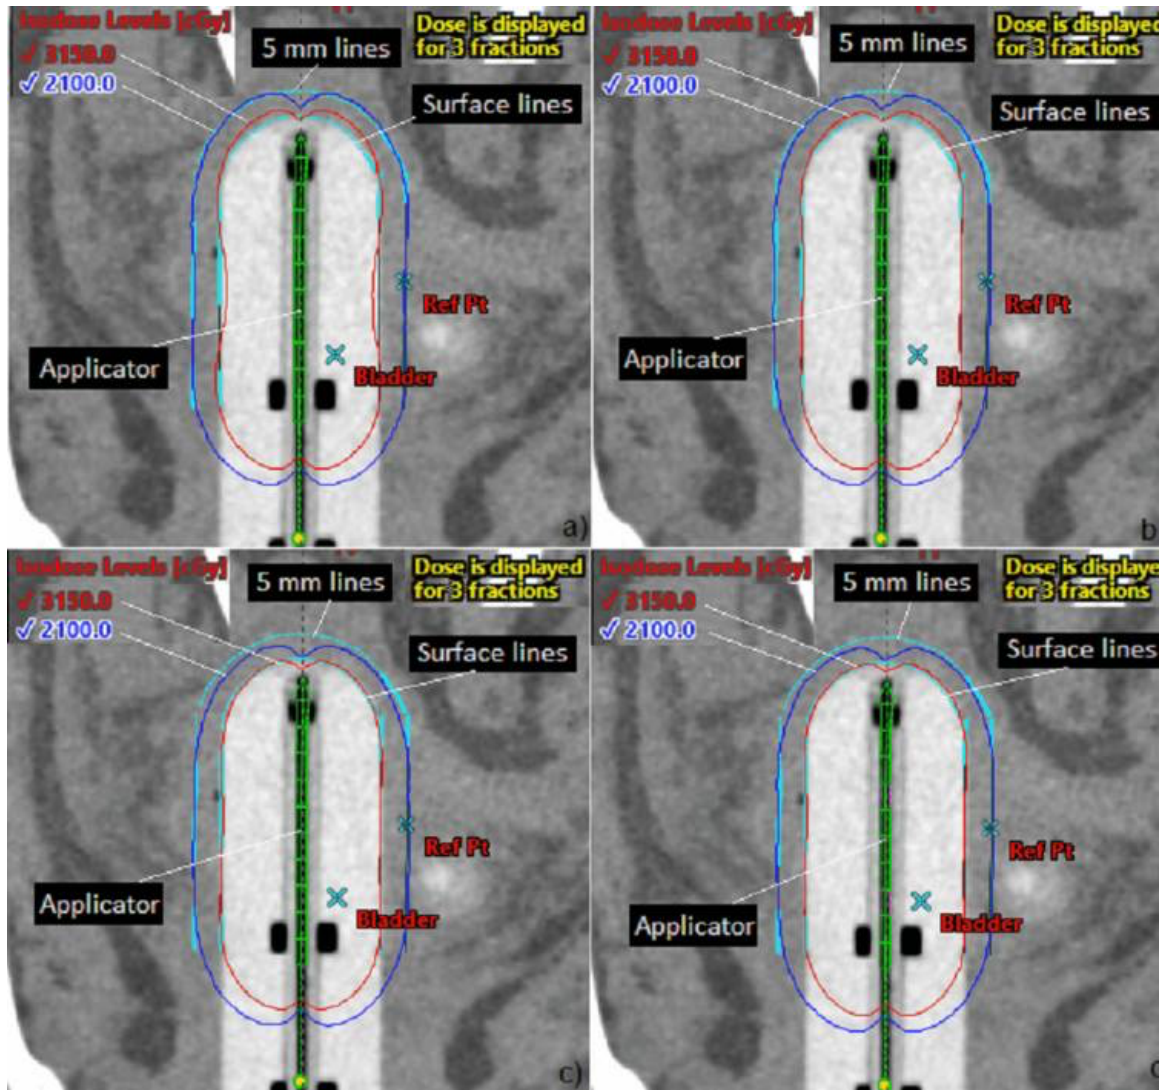 Isodose Levels [cGy]
✓ 3150.0
✓ 2100.0
5 mm lines
Dose is displayed
for 3 fractions
Surface lines
Ref Pt
Applicator
Bladder
a)
Isodose Levels [cGy]
✓ 3150.0
✓ 2100.0
5 mm lines
Dose is display
for 3 fractions
Surface lines
Ref Pt
Applicator
Bladder
b
Isodose Levels [cGy]
✓ 3150.0
✓ 2100.0
5 mm lines
Dose is displayed
for 3 fractions
Surface lines
Ref Pt
Applicator
Bladder
c)
Isodose Levels [cGy]
✓ 3150.0
✓ 2100.0
5 mm lines
Dose is displaye
for 3 fractions
Surface lines
Ref Pt
Applicator
Bladder